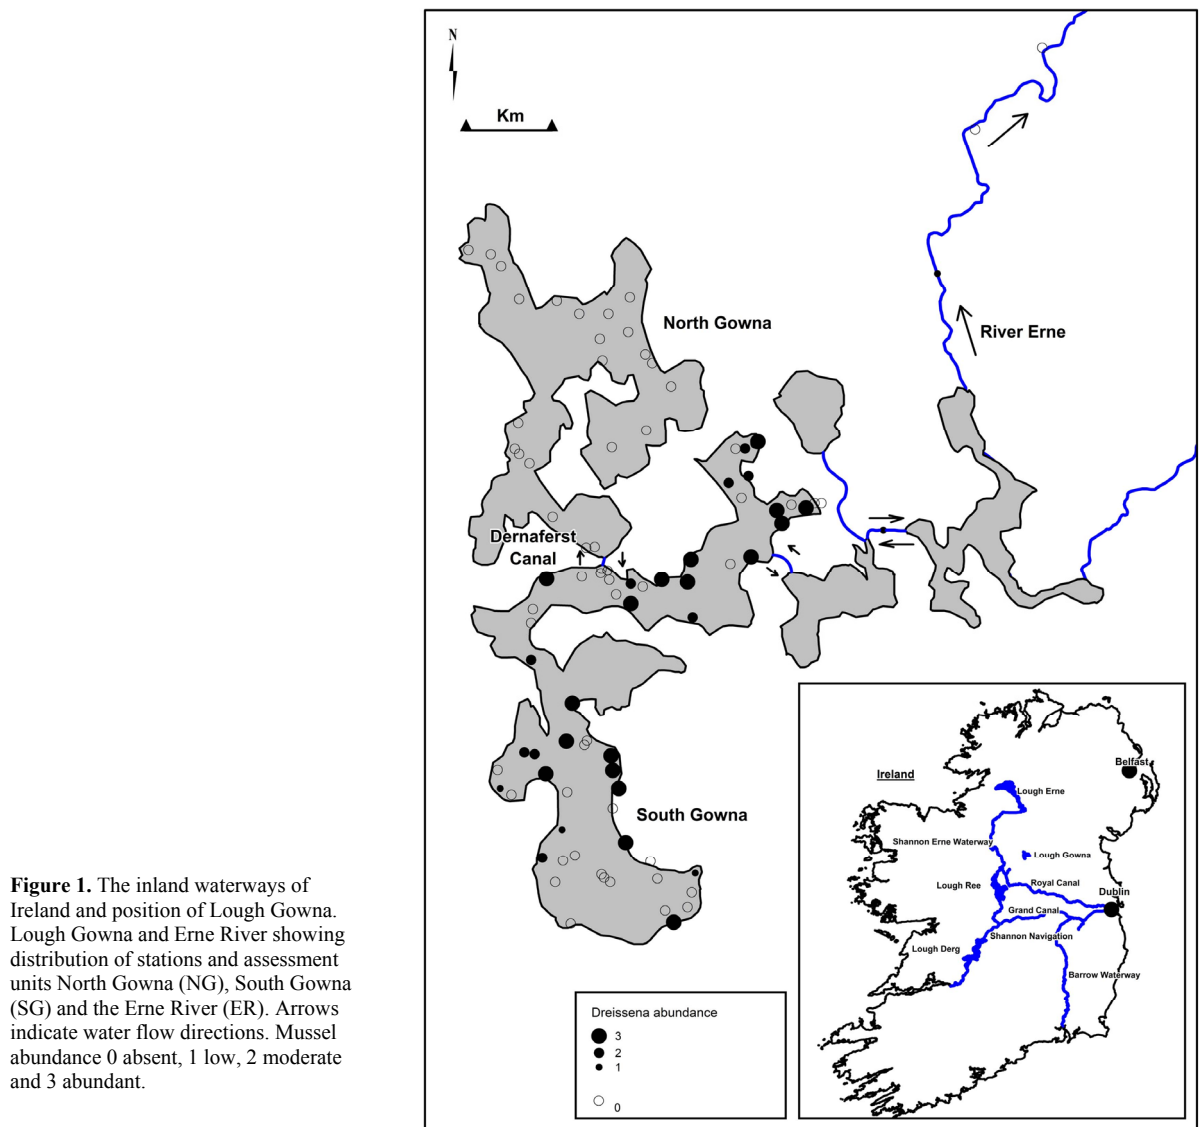 N
Km
North Gowna
River Erne
Dernaferst
Canal
South Gowna
Ireland
Belfast
Lough Erne
Shannon Erne Waterway
Lough Gowna
Lough Ree
Royal Canal
Dublin
Grand Canal
Shannon Navigation
Lough Derg
Barrow Waterway
Dreissena abundance
3
2
1
0
Figure 1. The inland waterways of
Ireland and position of Lough Gowna.
Lough Gowna and Erne River showing
distribution of stations and assessment
units North Gowna (NG), South Gowna
(SG) and the Erne River (ER). Arrows
indicate water flow directions. Mussel
abundance 0 absent, 1 low, 2 moderate
and 3 abundant.